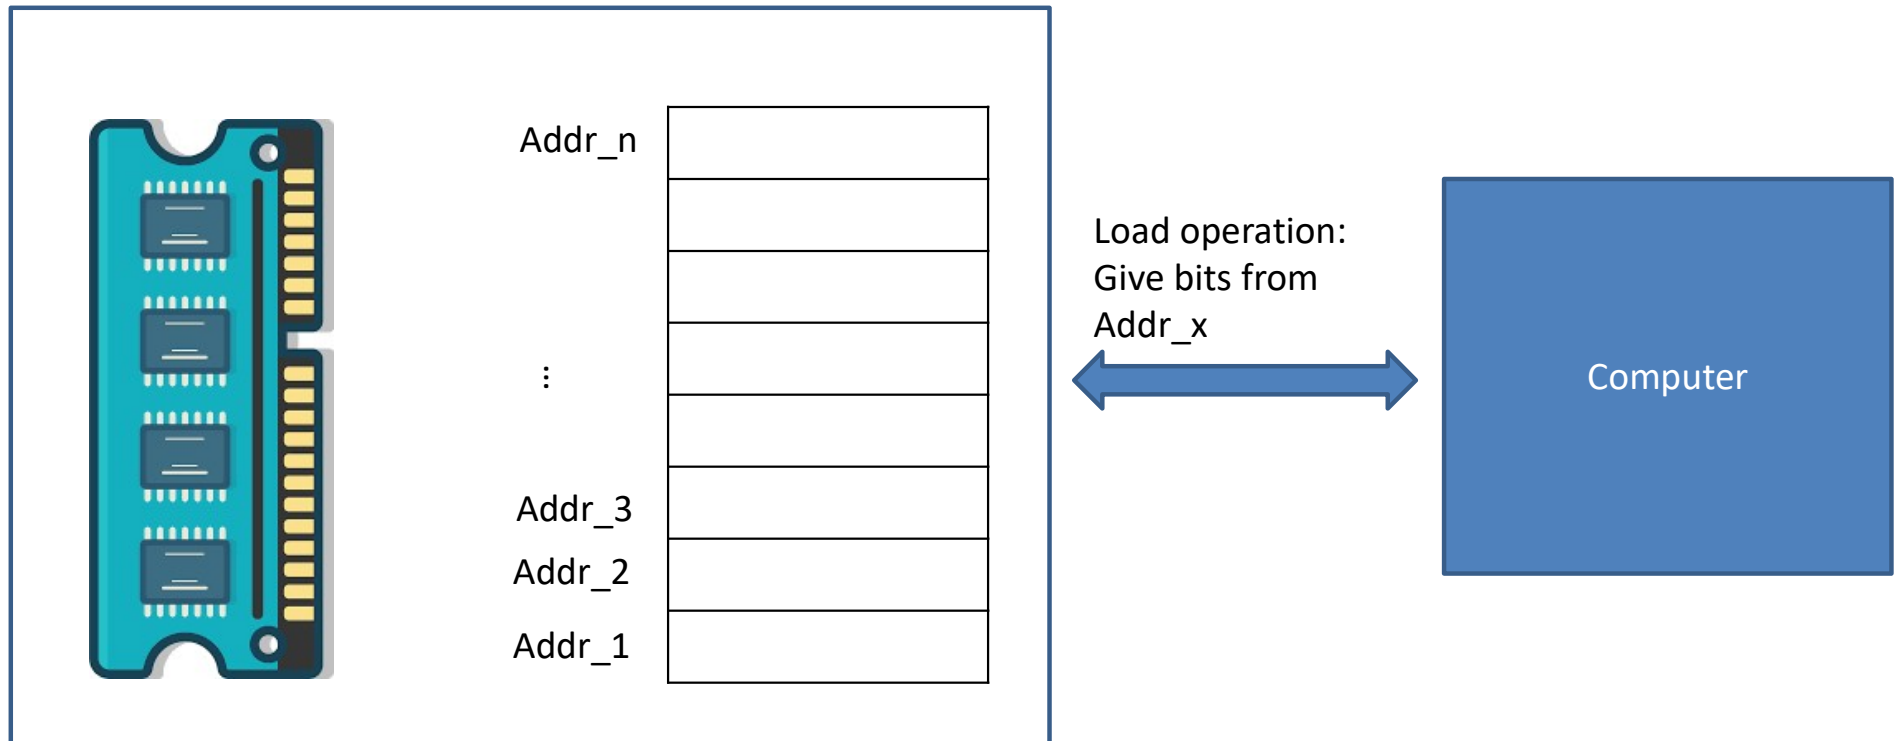 Addr_n
Load operation:
Give bits from
Addr_x
Computer
...
Addr_3
Addr_2
Addr_1